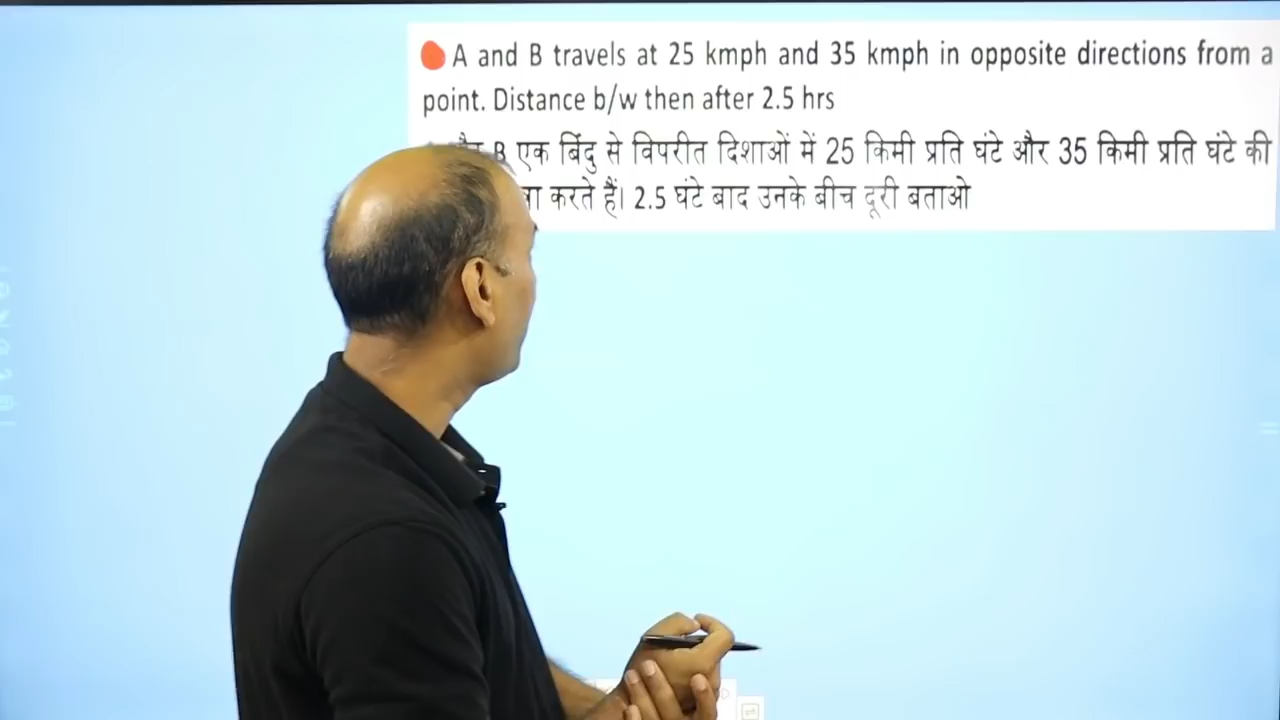 A and B travels at 25 kmph and 35 kmph in opposite directions from a
point. Distance b/w then after 2.5 hrs
B एक बिंदु से विपरीत दिशाओं में 25 किमी प्रति घंटे और 35 किमी प्रति घंटे की
करते हैं। 2.5 घंटे बाद उनके बीच दूरी बताओ